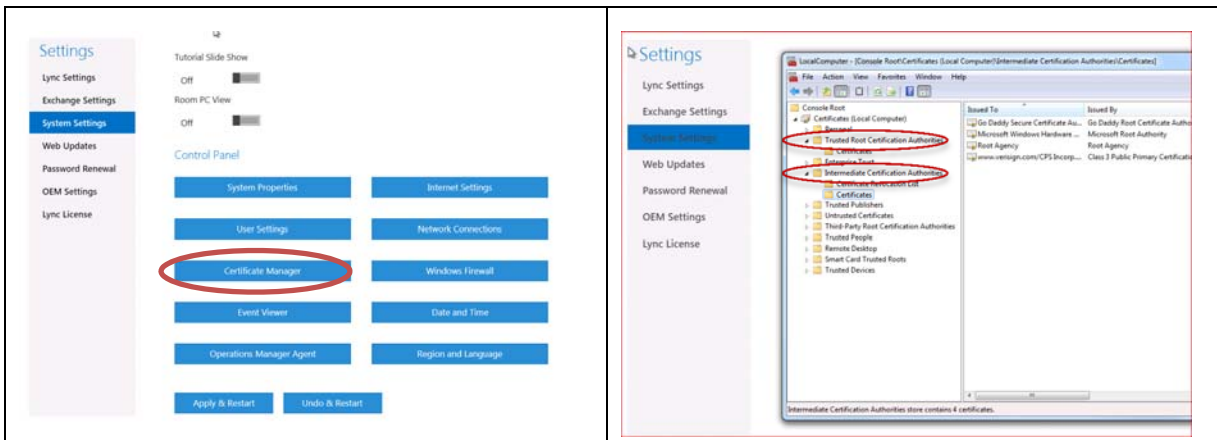 Settings
Lync Settings
Exchange Settings
System Settings
Web Updates
Password Renewal
OEM Settings
Lync License
Tutorial Slide Show
Off
Room PC View
Off
Control Panel
System Properties
Internet Settings
User Settings
Network Connections
Certificate Manager
Windows Firewall
Event Viewer
Date and Time
Operations Manager Agent
Region and Language
Apply & Restart
Undo & Restart
Settings
Lync Settings
Exchange Settings
System Settings
Web Updates
Password Renewal
OEM Settings
Lync License
LocalComputer - [Console Root\Certificates (Local Computer)\Intermediate Certification Authorities\Certificates]
File Action View Favorites Window Help
Console Root
Certificates (Local Computer)
Personal
Trusted Root Certification Authorities
Certificates
Enterprise Trust
Intermediate Certification Authorities
Certificate Revocation List
Certificates
Trusted Publishers
Untrusted Certificates
Third-Party Root Certification Authorities
Trusted People
Remote Desktop
Smart Card Trusted Roots
Trusted Devices
Issued To Issued By
Go Daddy Secure Certificate Au... Go Daddy Root Certificate Autho
Microsoft Windows Hardware ... Microsoft Root Authority
Root Agency Root Agency
www.verisign.com/CPS Incorp... Class 3 Public Primary Certificatio
Intermediate Certification Authorities store contains 4 certificates.